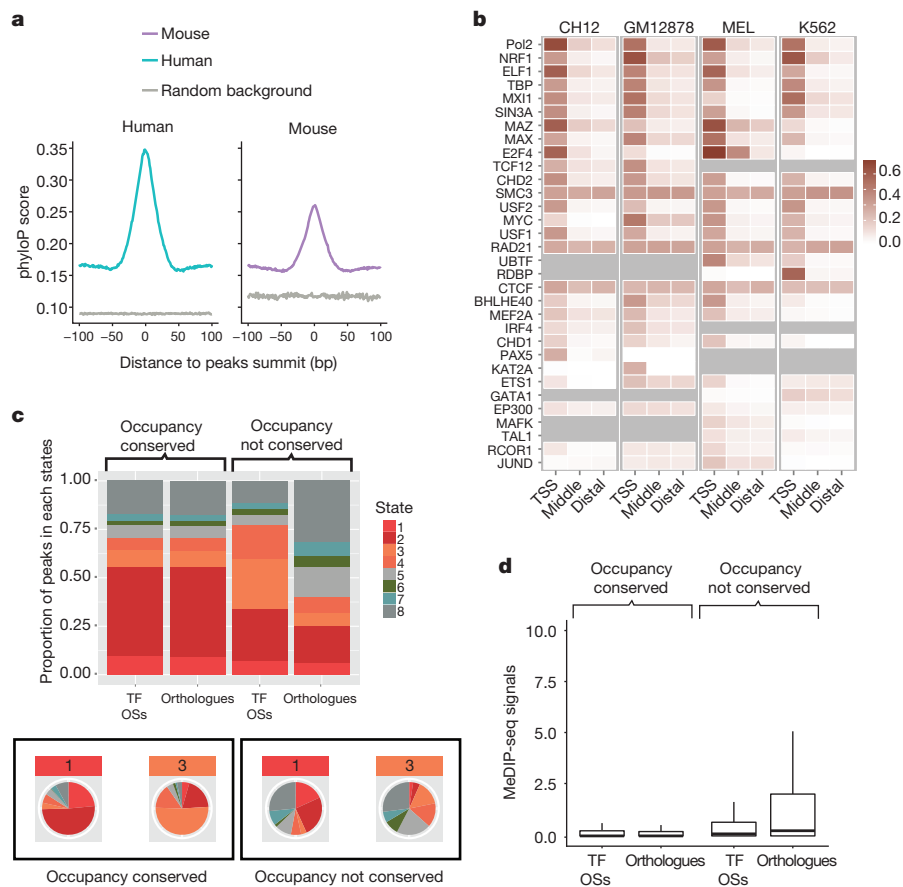 a
Mouse
Human
Random background
Human
Mouse
0.35
0.30
0.25
0.20
0.15
0.10
phyloP score
−100 −50 0 50 100
−100 −50 0 50 100
Distance to peaks summit (bp)
b
CH12 GM12878 MEL K562
Pol2
NRF1
ELF1
TBP
MXI1
SIN3A
MAZ
MAX
E2F4
TCF12
CHD2
SMC3
USF2
MYC
USF1
RAD21
UBTF
RDBP
CTCF
BHLHE40
MEF2A
IRF4
CHD1
PAX5
KAT2A
ETS1
GATA1
EP300
MAFK
TAL1
RCOR1
JUND
TSS Middle Distal TSS Middle Distal TSS Middle Distal TSS Middle Distal
0.6
0.4
0.2
0.0
c
Occupancy
conserved
Occupancy
not conserved
1.00
0.75
0.50
0.25
0.00
Proportion of peaks in each states
TF
OSs
Orthologues
TF
OSs
Orthologues
State
1
2
3
4
5
6
7
8
1
3
1
3
Occupancy conserved
Occupancy not conserved
d
Occupancy
conserved
Occupancy
not conserved
10.0
7.5
5.0
2.5
0.0
MeDIP-seq signals
TF
OSs
Orthologues
TF
OSs
Orthologues